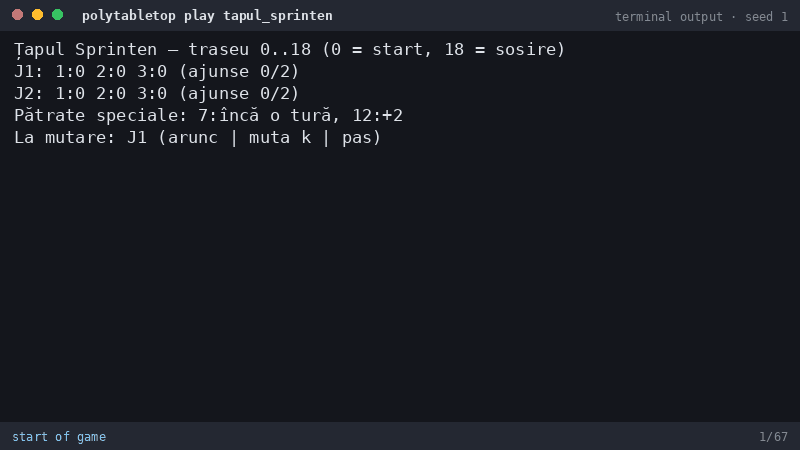 polytabletop play tapul_sprinten
terminal output · seed 1
Țapul Sprinten — traseu 0..18 (0 = start, 18 = sosire)
J1: 1:0 2:0 3:0 (ajunse 0/2)
J2: 1:0 2:0 3:0 (ajunse 0/2)
Pătrate speciale: 7:încă o tură, 12:+2
La mutare: J1 (arunc | muta k | pas)
start of game
1/67